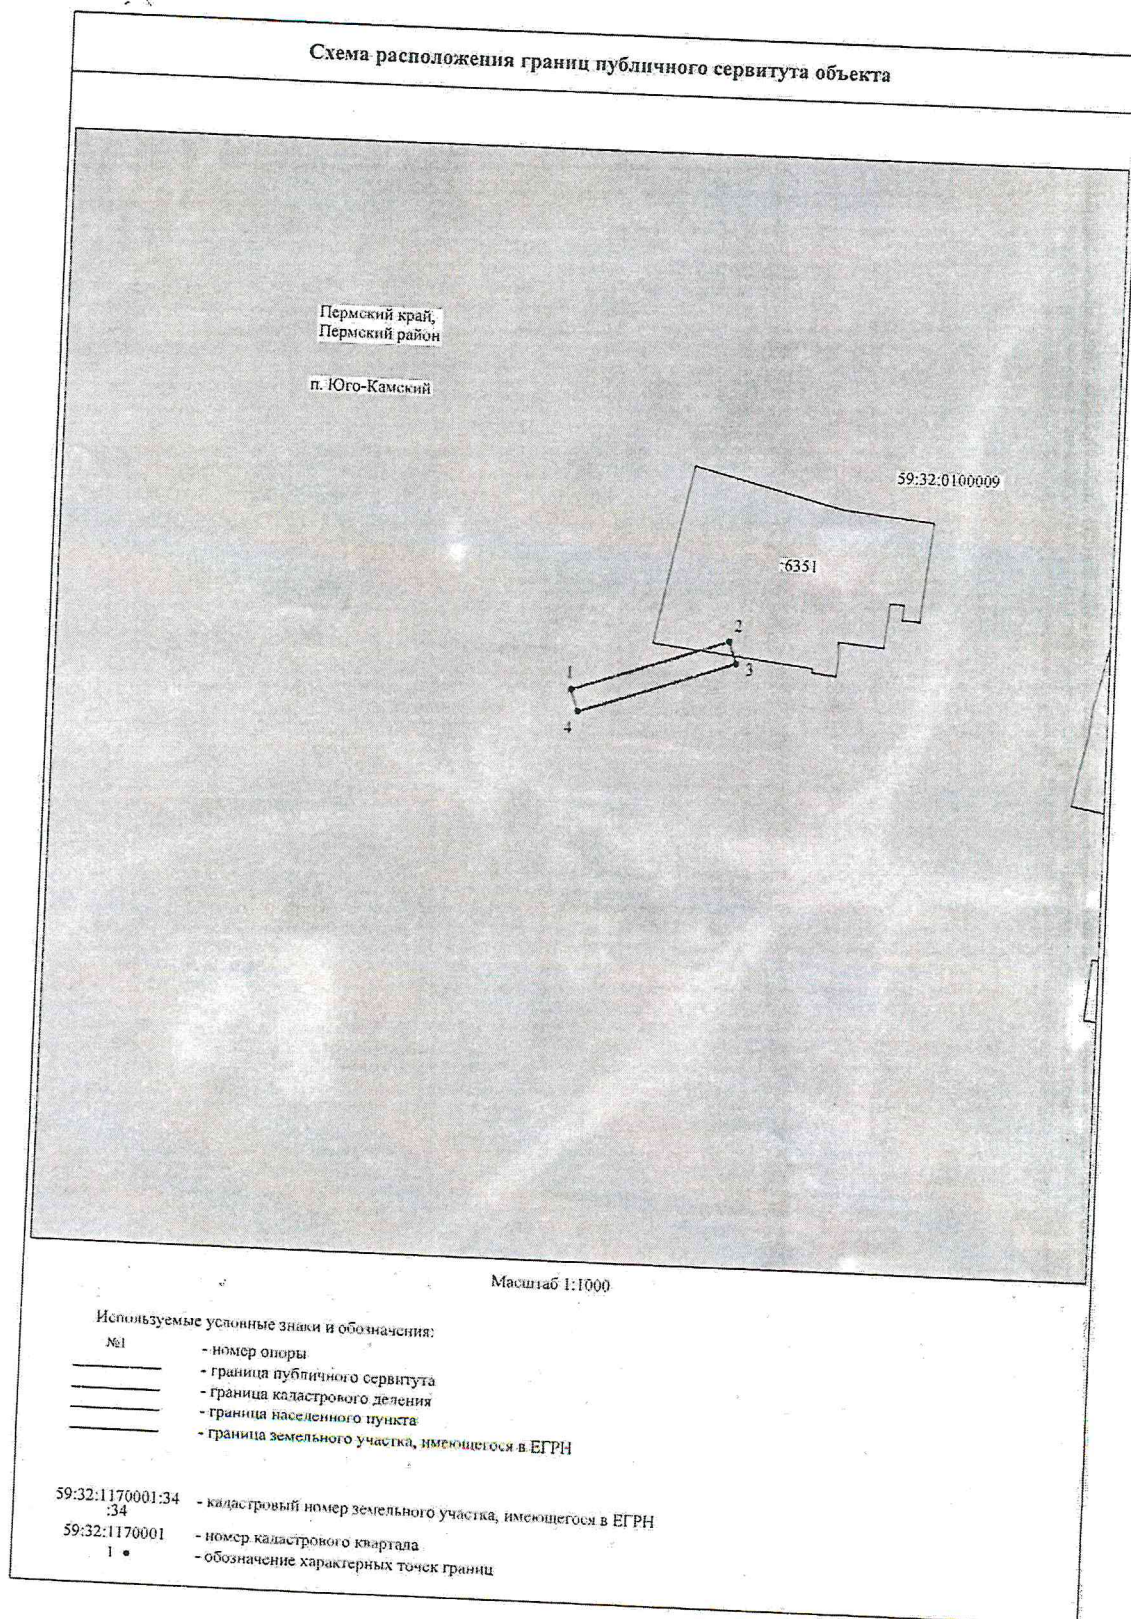 Схема расположения границ публичного сервитута объекта
Пермский край,
Пермский район
п. Юго-Камский
59:32:0100009
:6351
2
1
3
4
Масштаб 1:1000
Используемые условные знаки и обозначения:
№1 - номер опоры
- граница публичного сервитута
- граница кадастрового деления
- граница населенного пункта
- граница земельного участка, имеющегося в ЕГРН
59:32:1170001:34 - кадастровый номер земельного участка, имеющегося в ЕГРН
:34
59:32:1170001 - номер кадастрового квартала
1 • - обозначение характерных точек границ